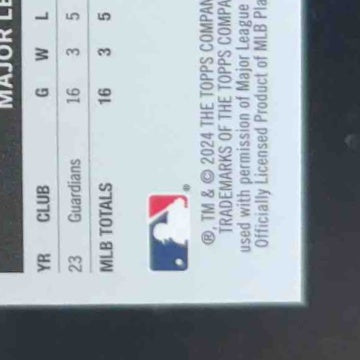 MAJOR LE
YR CLUB G W L
23 Guardians 16 3 5
MLB TOTALS 16 3 5
®, TM & © 2024 THE TOPPS COMPAN
TRADEMARKS OF THE TOPPS COMPA
used with permission of Major League
Officially Licensed Product of MLB Pla